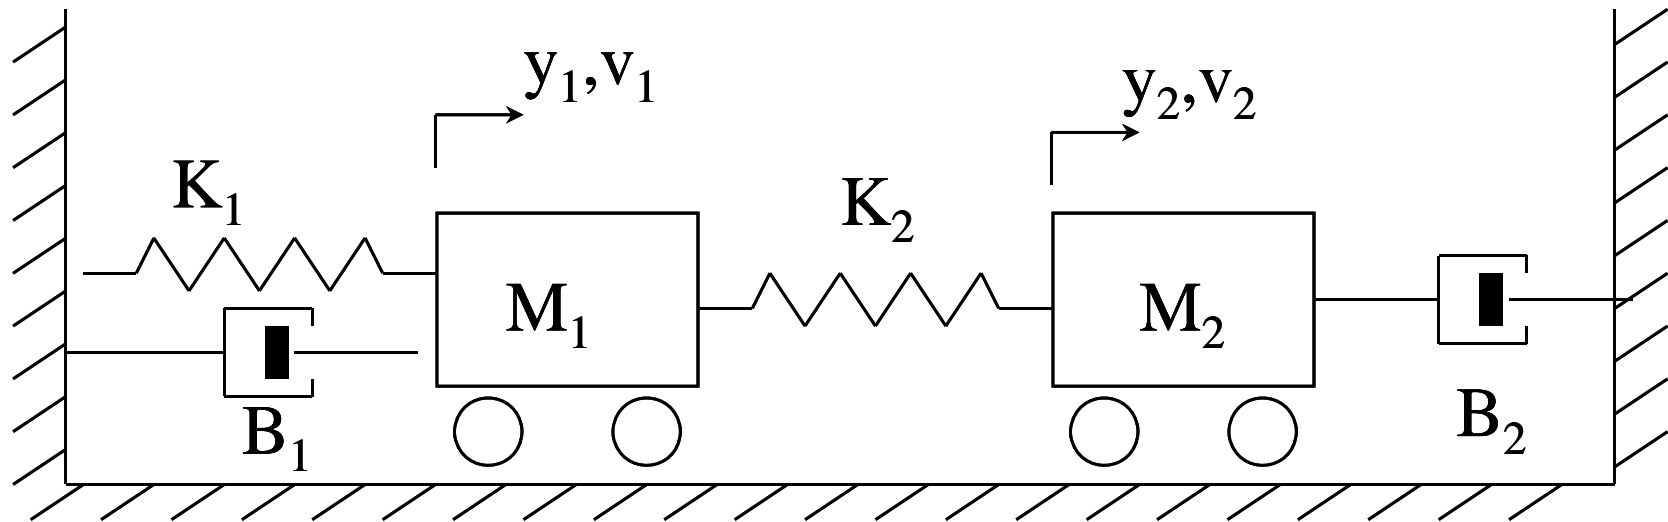 y₁,v₁
y₂,v₂
K₁
K₂
M₁
M₂
B₁
B₂